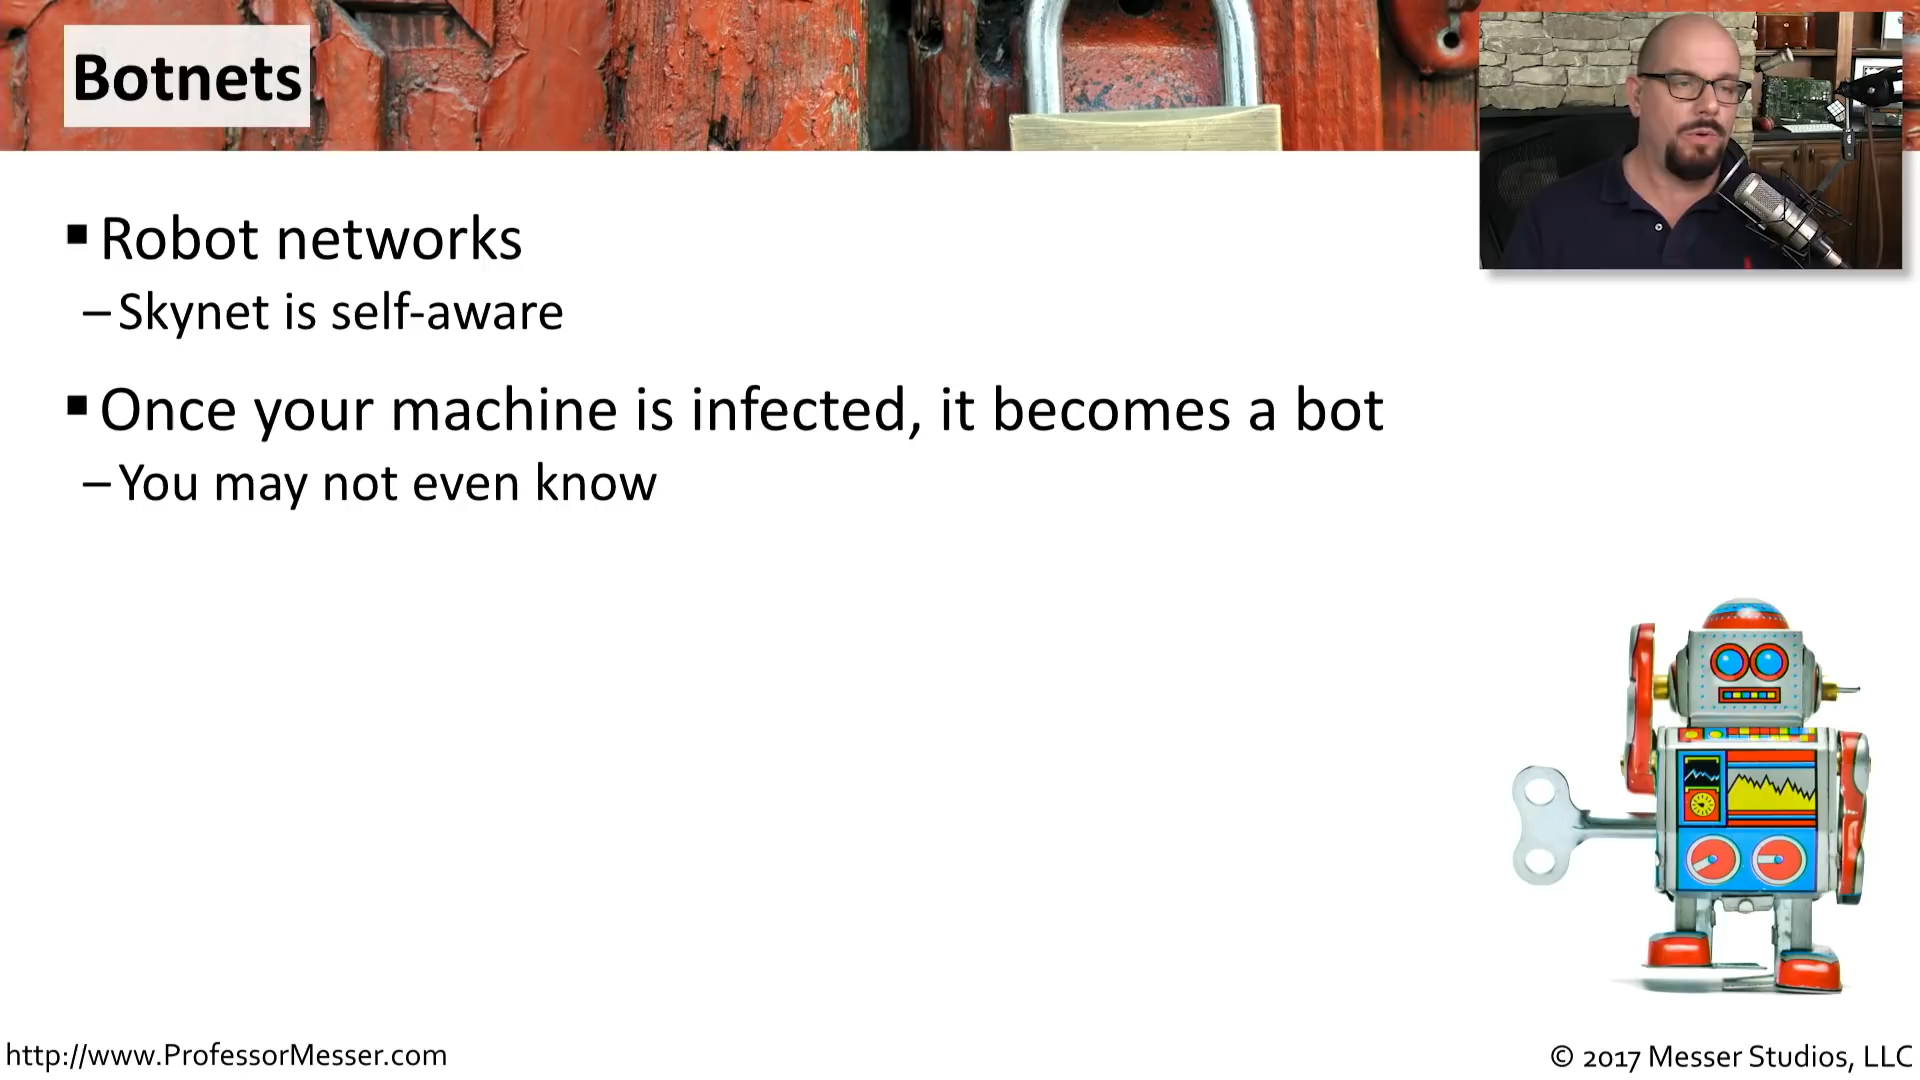 Botnets
▪ Robot networks
– Skynet is self-aware
▪ Once your machine is infected, it becomes a bot
– You may not even know
http://www.ProfessorMesser.com
© 2017 Messer Studios, LLC